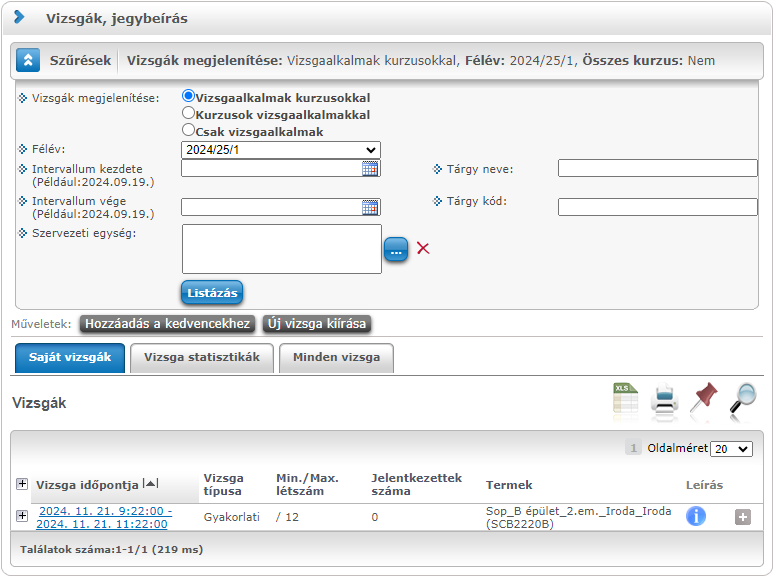 Vizsgák, jegybeírás
Szűrések Vizsgák megjelenítése: Vizsgaalkalmak kurzusokkal, Félév: 2024/25/1, Összes kurzus: Nem
Vizsgák megjelenítése: Vizsgaalkalmak kurzusokkal
Kurzusok vizsgaalkalmakkal
Csak vizsgaalkalmak
Félév: 2024/25/1
Intervallum kezdete Tárgy neve:
(Például:2024.09.19.)
Intervallum vége Tárgy kód:
(Például:2024.09.19.)
Szervezeti egység:
...
Listázás
Műveletek: Hozzáadás a kedvencekhez Új vizsga kiírása
Saját vizsgák Vizsga statisztikák Minden vizsga
XLS
Vizsgák
1 Oldalméret 20
Vizsga időpontja Vizsga típusa Min./Max. létszám Jelentkezettek száma Termek Leírás
2024. 11. 21. 9:22:00 - Gyakorlati / 12 0 Sop_B épület_2.em._Iroda_Iroda
2024. 11. 21. 11:22:00 (SCB2220B)
Találatok száma:1-1/1 (219 ms)